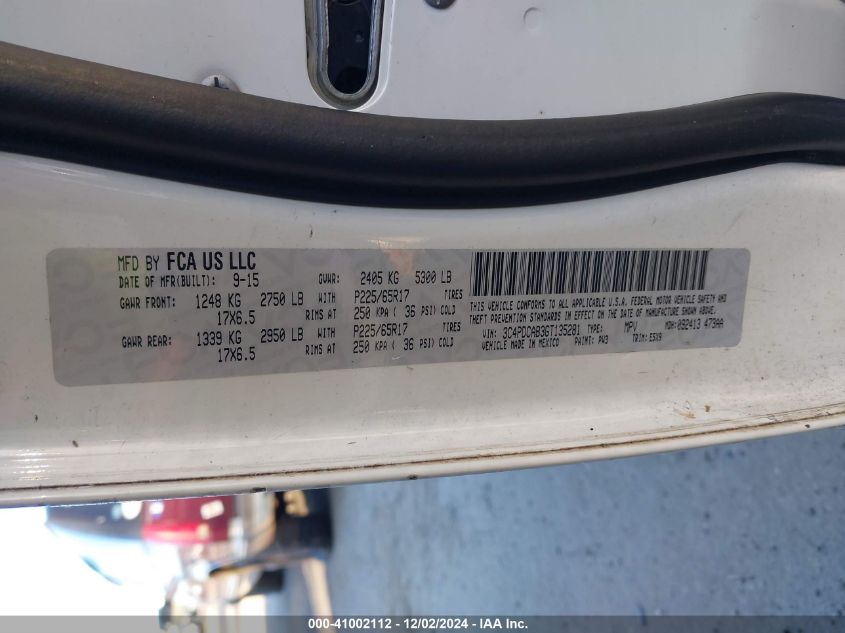 MFD BY FCA US LLC
DATE OF MFR(BUILT): 9-15 GVWR: 2405 KG 5300 LB
GAWR FRONT: 1248 KG 2750 LB WITH P225/65R17 TIRES
17X6.5 RIMS AT 250 KPA ( 36 PSI) COLD
GAWR REAR: 1339 KG 2950 LB WITH P225/65R17 TIRES
17X6.5 RIMS AT 250 KPA ( 36 PSI) COLD
THIS VEHICLE CONFORMS TO ALL APPLICABLE U.S.A. FEDERAL MOTOR VEHICLE SAFETY, BUMPER, AND
THEFT PREVENTION STANDARDS IN EFFECT ON THE DATE OF MANUFACTURE SHOWN ABOVE.
VIN: 3C4PDCAB3GT135281 TYPE: MPV MDH: 092413 473AA
VEHICLE MADE IN MEXICO PAINT: PW3 TRIM: E5X9
000-41002112 - 12/02/2024 - IAA Inc.